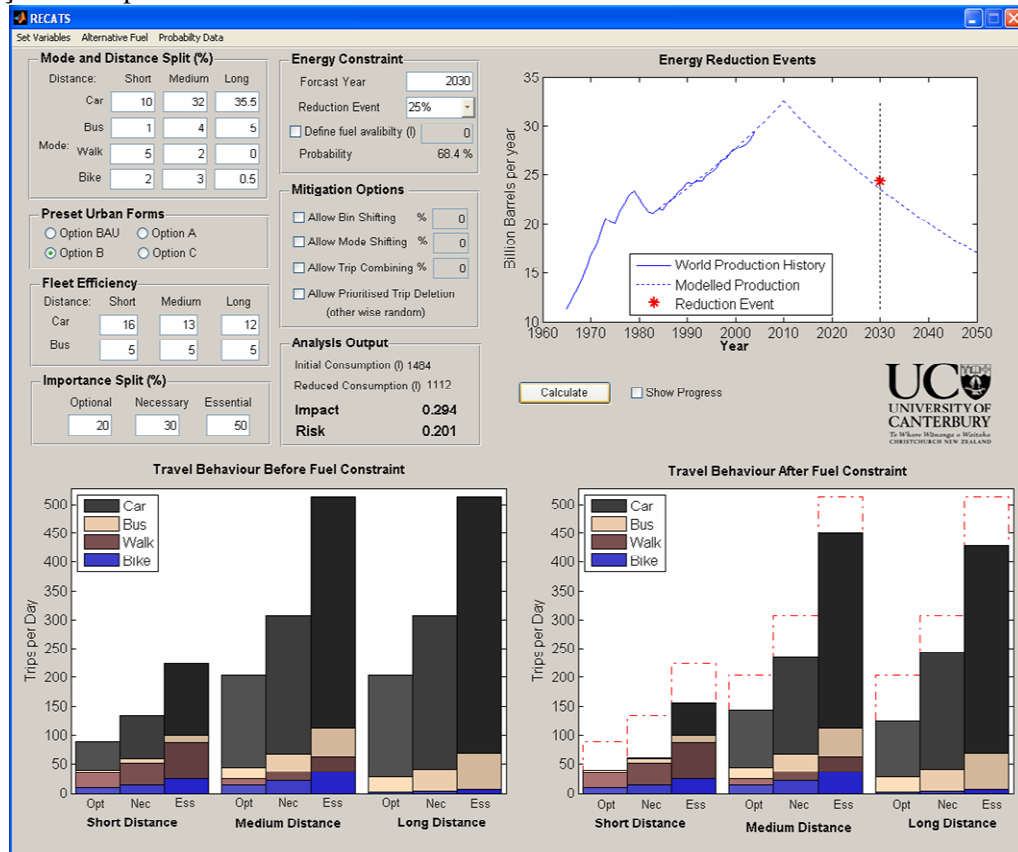 RECATS
Set Variables Alternative Fuel Probabilty Data
Mode and Distance Split (%)
Distance: Short Medium Long
Car 10 32 35.5
Bus 1 4 5
Mode: Walk 5 2 0
Bike 2 3 0.5
Preset Urban Forms
Option BAU Option A
Option B Option C
Fleet Efficiency
Distance: Short Medium Long
Car 16 13 12
Bus 5 5 5
Importance Split (%)
Optional Necessary Essential
20 30 50
Energy Constraint
Forcast Year 2030
Reduction Event 25%
Define fuel avalibilty (l) 0
Probability 68.4 %
Mitigation Options
Allow Bin Shifting % 0
Allow Mode Shifting % 0
Allow Trip Combining % 0
Allow Prioritised Trip Deletion
(other wise random)
Analysis Output
Initial Consumption (l) 1484
Reduced Consumption (l) 1112
Impact 0.294
Risk 0.201
Energy Reduction Events
Billion Barrels per year
35
30
25
20
15
10
World Production History
Modelled Production
Reduction Event
1960 1970 1980 1990 2000 2010 2020 2030 2040 2050
Year
Calculate Show Progress
UC
UNIVERSITY OF
CANTERBURY
Te Whare Wānanga o Waitaha
CHRISTCHURCH NEW ZEALAND
Travel Behaviour Before Fuel Constraint
Trips per Day
500
450
400
350
300
250
200
150
100
50
0
Car
Bus
Walk
Bike
Opt Nec Ess Opt Nec Ess Opt Nec Ess
Short Distance Medium Distance Long Distance
Travel Behaviour After Fuel Constraint
Trips per Day
500
450
400
350
300
250
200
150
100
50
0
Car
Bus
Walk
Bike
Opt Nec Ess Opt Nec Ess Opt Nec Ess
Short Distance Medium Distance Long Distance